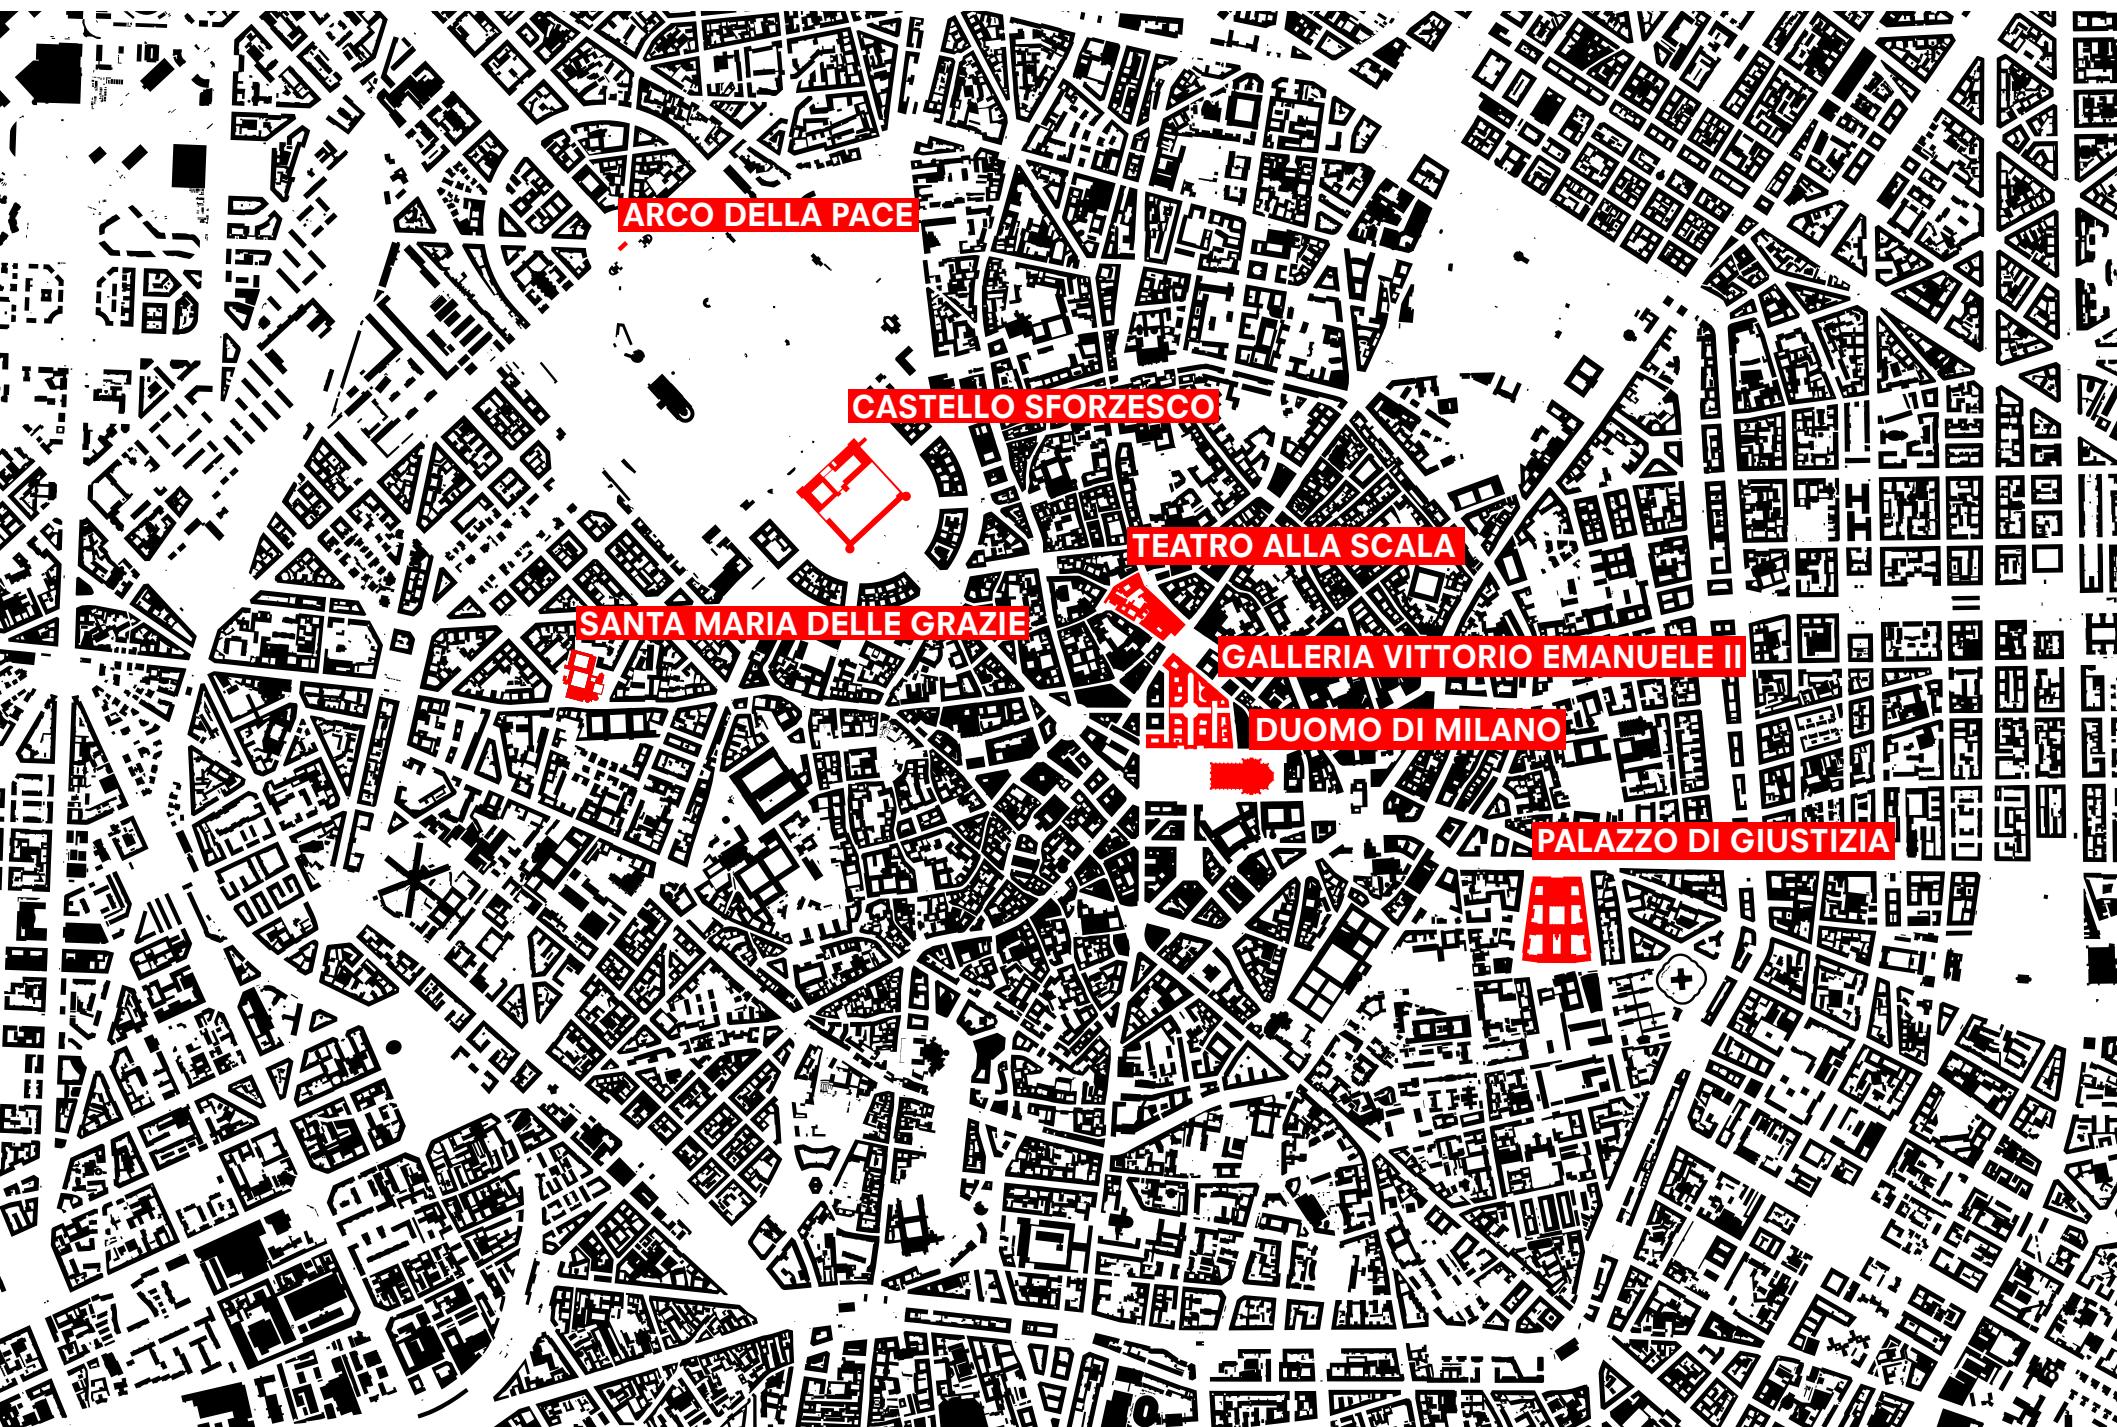 ARCO DELLA PACE
CASTELLO SFORZESCO
TEATRO ALLA SCALA
SANTA MARIA DELLE GRAZIE
GALLERIA VITTORIO EMANUELE II
DUOMO DI MILANO
PALAZZO DI GIUSTIZIA